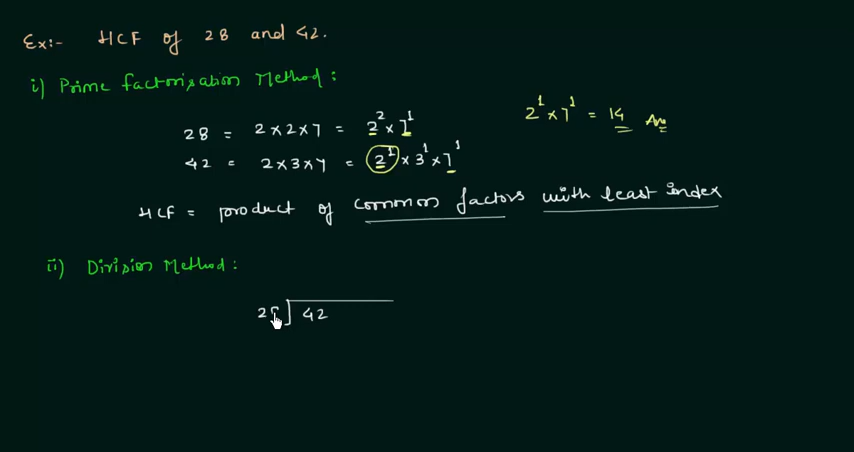 Ex:- HCF of 28 and 42.
i) Prime factorisation Method:
28 = 2 × 2 × 7 = 2² × 7¹
2¹ × 7¹ = 14 Ans
42 = 2 × 3 × 7 = 2¹ × 3¹ × 7¹
HCF = product of common factors with least index
ii) Division Method:
28 ) 42